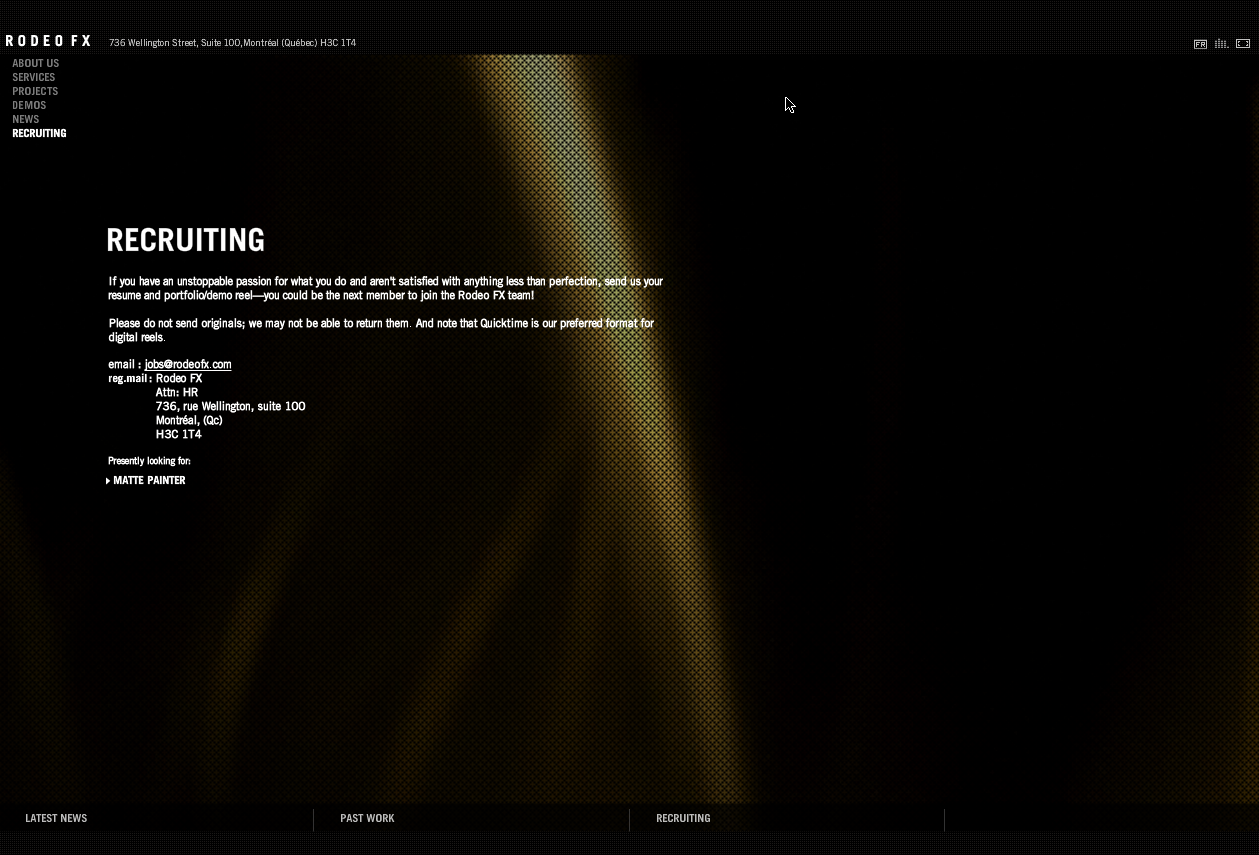 RODEO FX
736 Wellington Street, Suite 100,Montréal (Québec) H3C 1T4
FR
ABOUT US
SERVICES
PROJECTS
DEMOS
NEWS
RECRUITING
RECRUITING
If you have an unstoppable passion for what you do and aren't satisfied with anything less than perfection, send us your
resume and portfolio/demo reel—you could be the next member to join the Rodeo FX team!
Please do not send originals; we may not be able to return them. And note that Quicktime is our preferred format for
digital reels.
email : jobs@rodeofx.com
reg.mail : Rodeo FX
Attn: HR
736, rue Wellington, suite 100
Montréal, (Qc)
H3C 1T4
Presently looking for:
MATTE PAINTER
LATEST NEWS
PAST WORK
RECRUITING